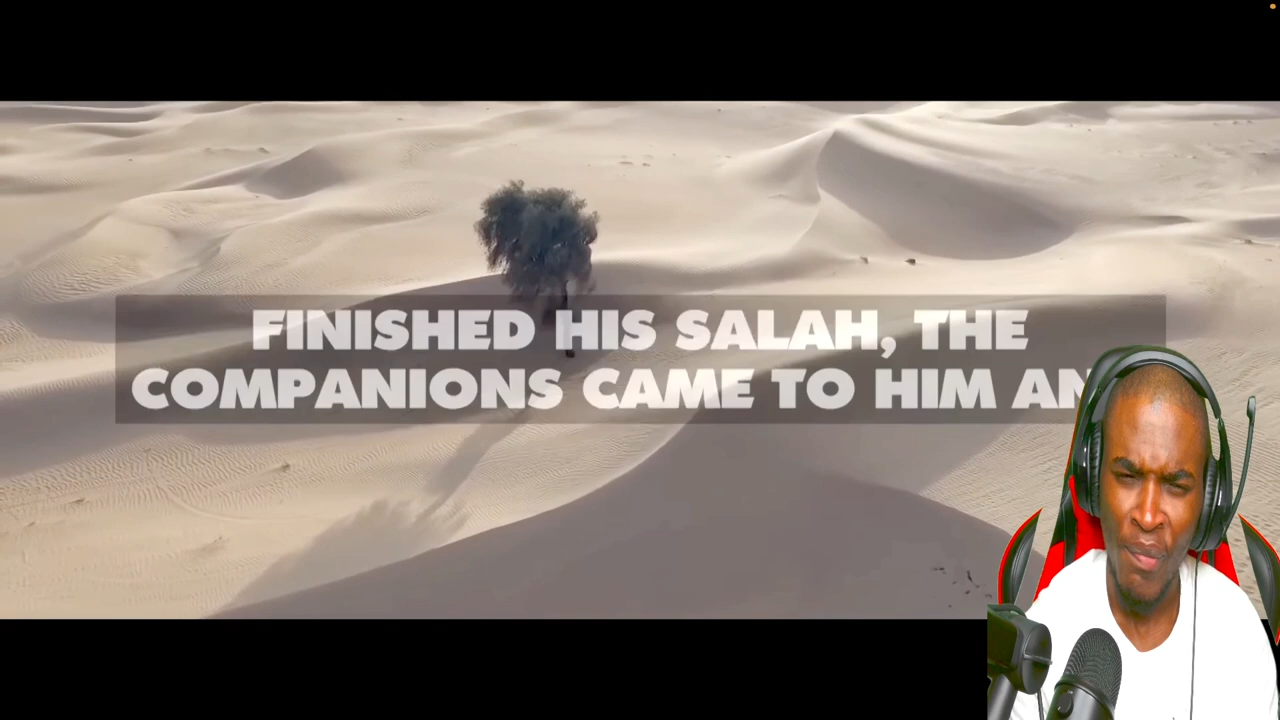 FINISHED HIS SALAH, THE
COMPANIONS CAME TO HIM AN